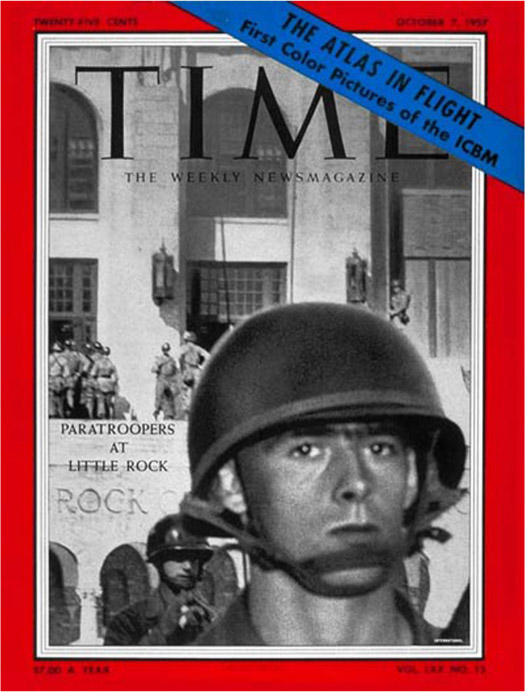 TWENTY-FIVE CENTS
OCTOBER 7, 1957
THE ATLAS IN FLIGHT
First Color Pictures of the ICBM
TIME
THE WEEKLY NEWSMAGAZINE
PARATROOPERS
AT
LITTLE ROCK
ROCK
$7.00 A YEAR
VOL. LXX NO. 15